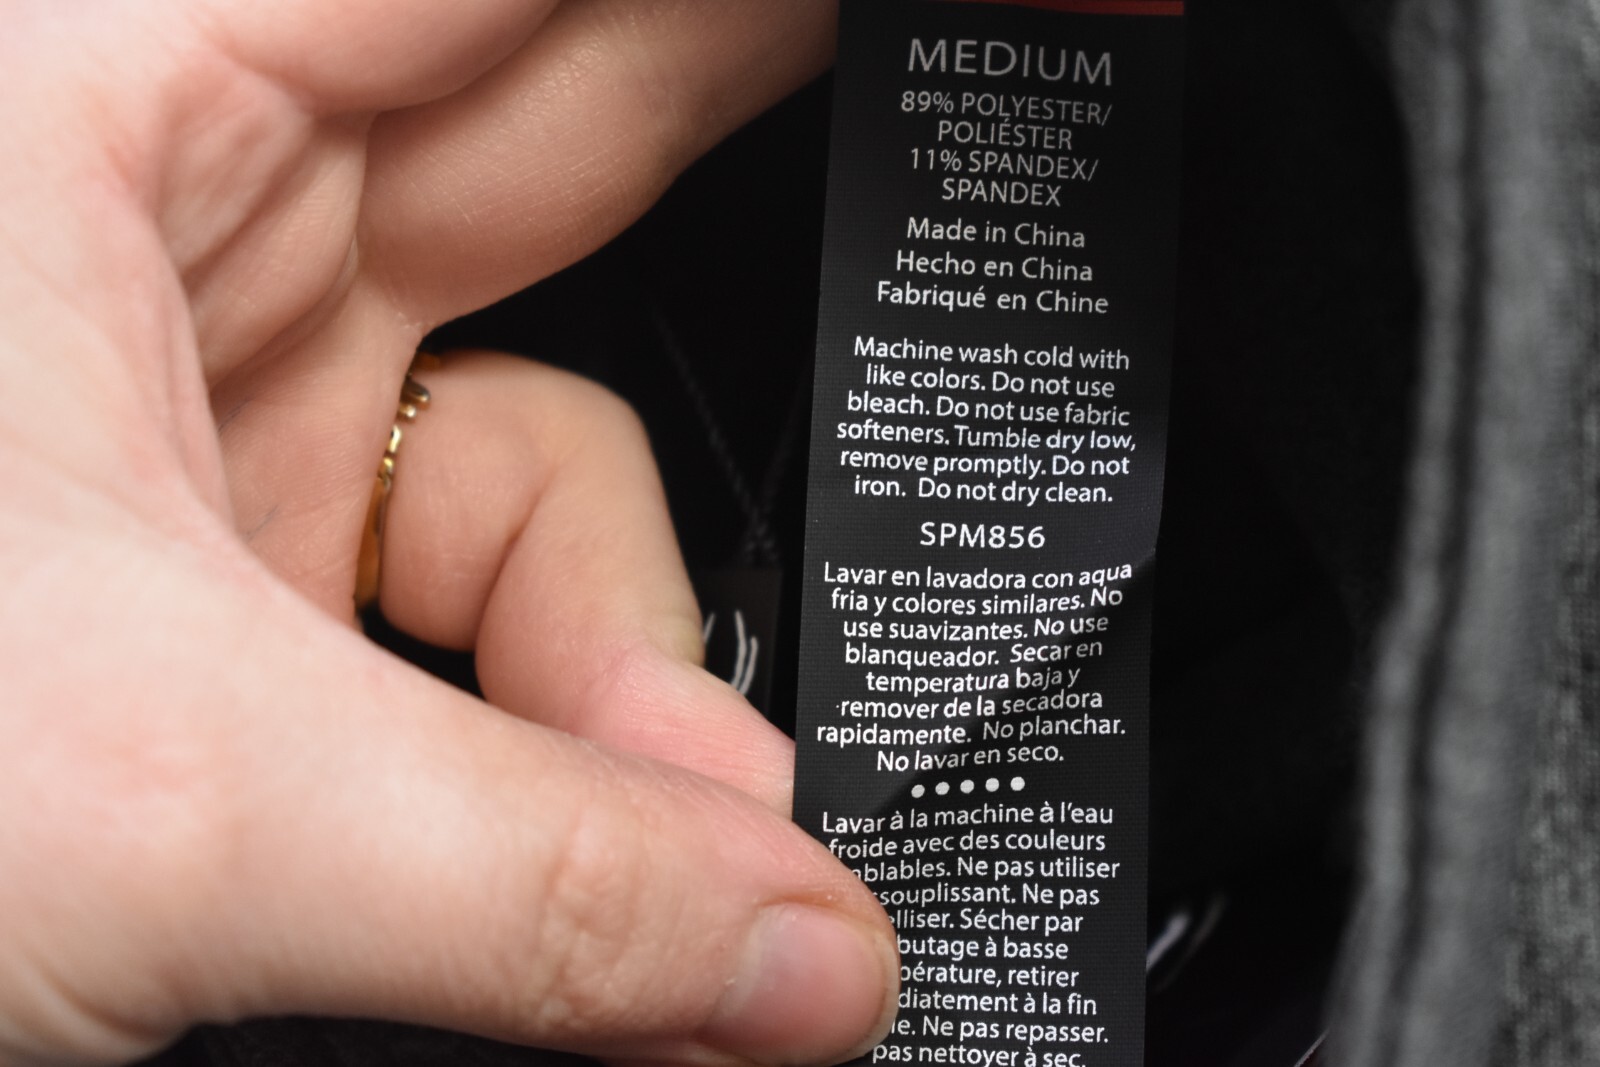 MEDIUM
89% POLYESTER/
POLIÉSTER
11% SPANDEX/
SPANDEX
Made in China
Hecho en China
Fabriqué en Chine
Machine wash cold with
like colors. Do not use
bleach. Do not use fabric
softeners. Tumble dry low,
remove promptly. Do not
iron. Do not dry clean.
SPM856
Lavar en lavadora con aqua
fria y colores similares. No
use suavizantes. No use
blanqueador. Secar en
temperatura baja y
remover de la secadora
rapidamente. No planchar.
No lavar en seco.
Lavar à la machine à l'eau
froide avec des couleurs
Ne pas utiliser
souplissant. Ne pas
Sécher par
à basse
retirer
à la fin
Ne pas repasser.
pas nettoyer à sec.